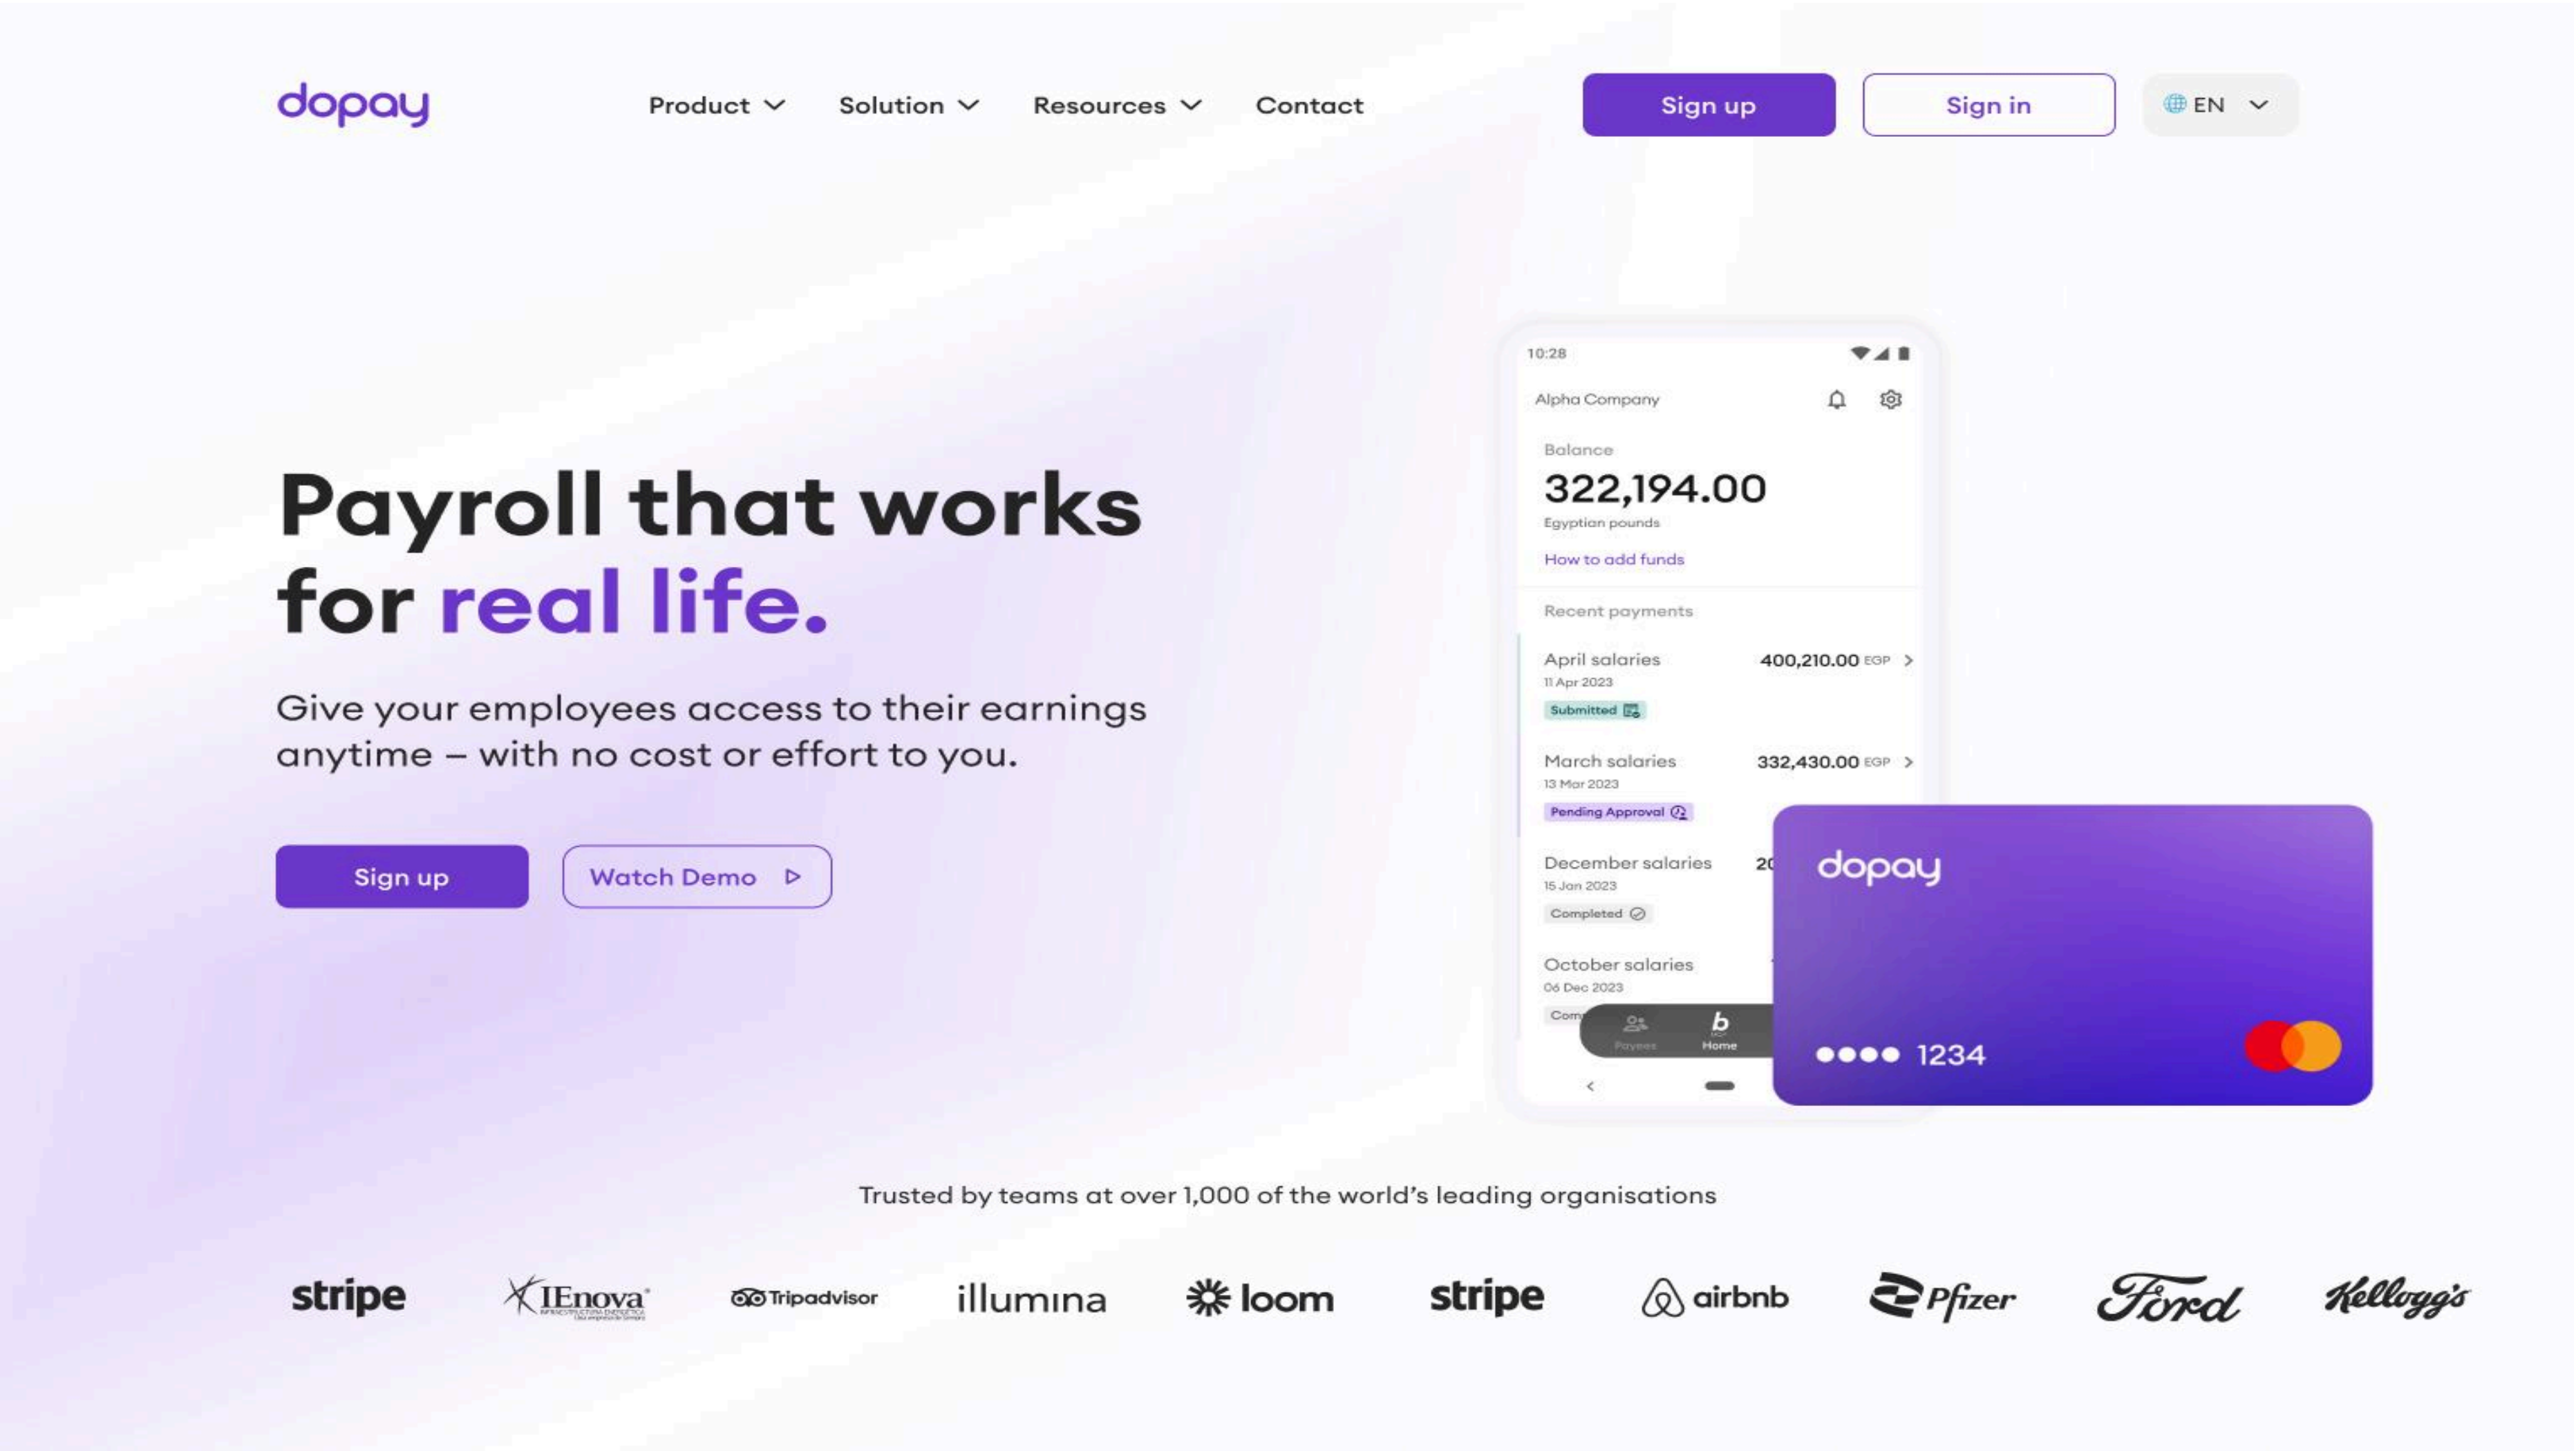 dopay
Product
Solution
Resources
Contact
Sign up
Sign in
EN
Payroll that works
for real life.
Give your employees access to their earnings
anytime – with no cost or effort to you.
Sign up
Watch Demo
10:28
Alpha Company
Balance
322,194.00
Egyptian pounds
How to add funds
Recent payments
April salaries 400,210.00 EGP
11 Apr 2023
Submitted
March salaries 332,430.00 EGP
13 Mar 2023
Pending Approval
December salaries 20
15 Jan 2023
Completed
October salaries
06 Dec 2023
Com
Payees
Home
dopay
1234
Trusted by teams at over 1,000 of the world's leading organisations
stripe
IEnova
Tripadvisor
illumına
loom
stripe
airbnb
Pfizer
Ford
Kellogg's